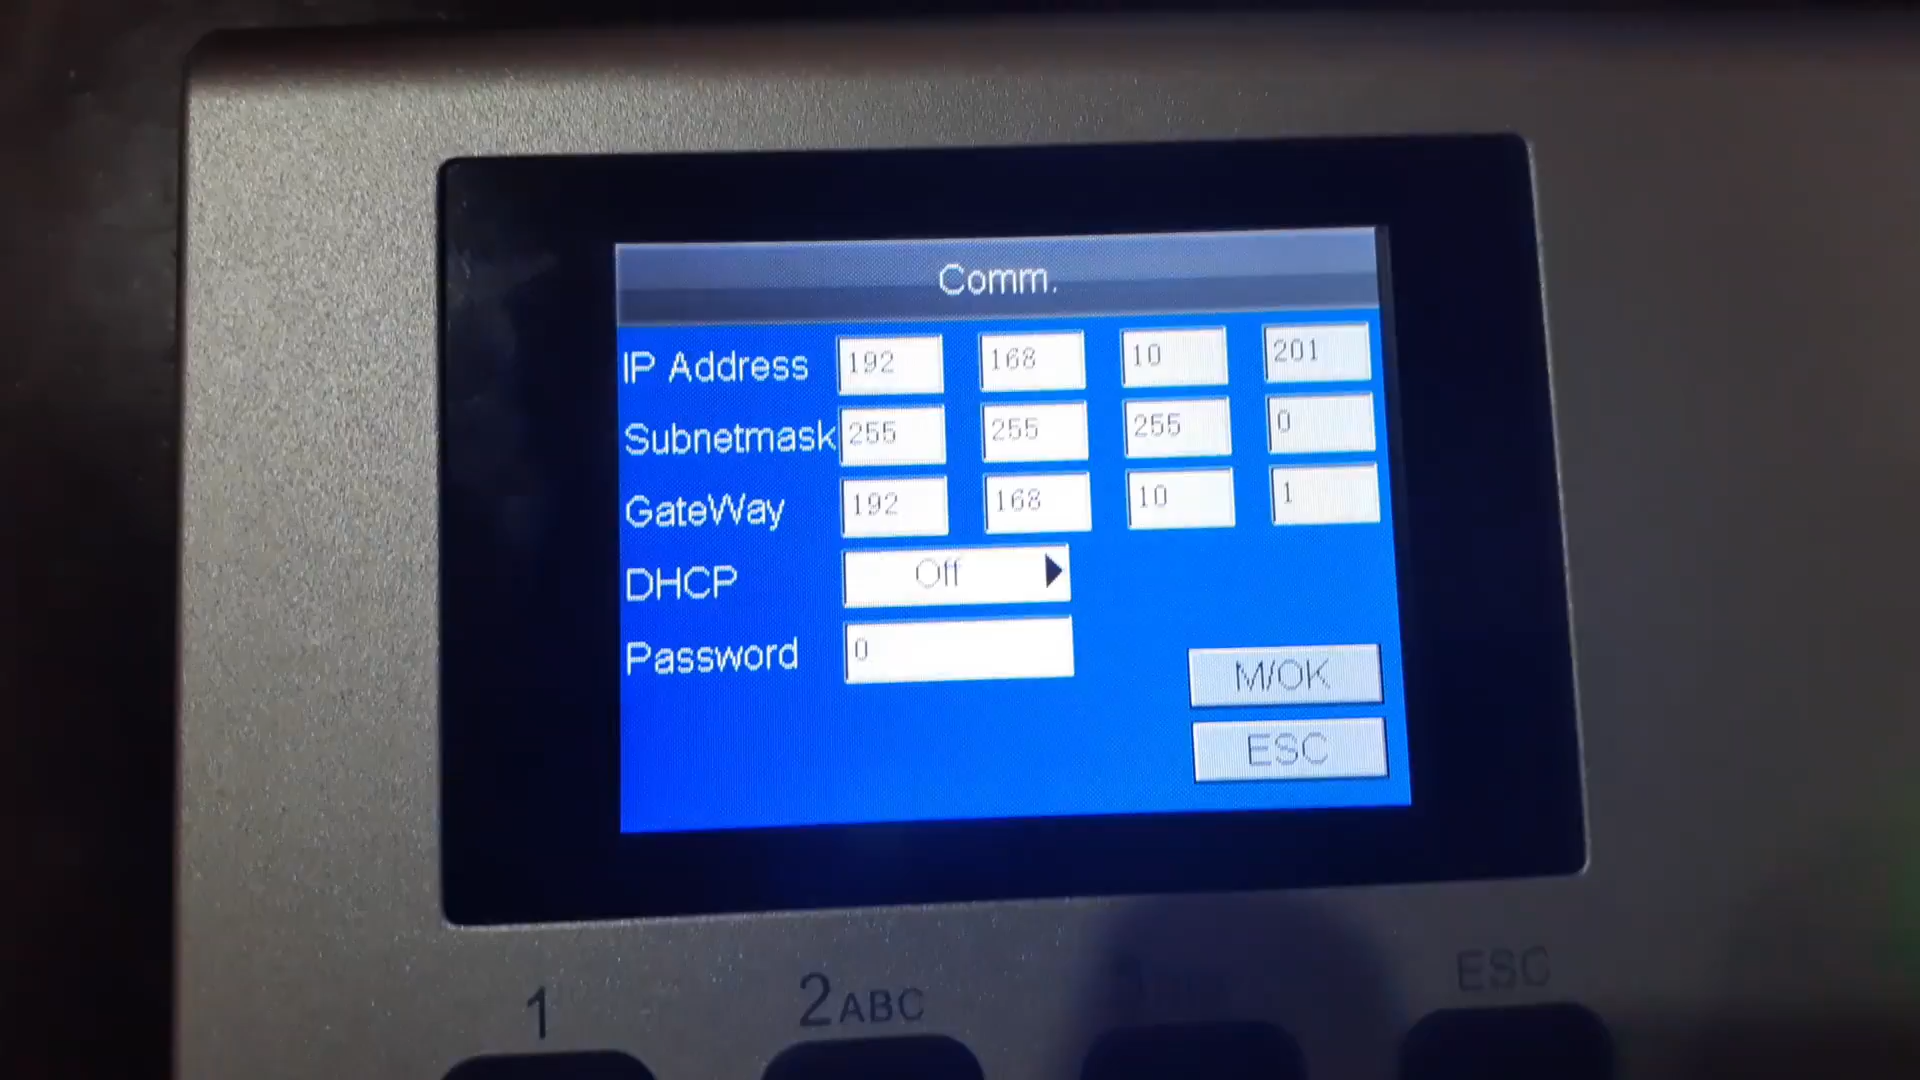 Comm.
IP Address 192 168 10 201
Subnetmask 255 255 255 0
GateWay 192 168 10 1
DHCP Off
Password 0
M/OK
ESC
1 2ABC ESC